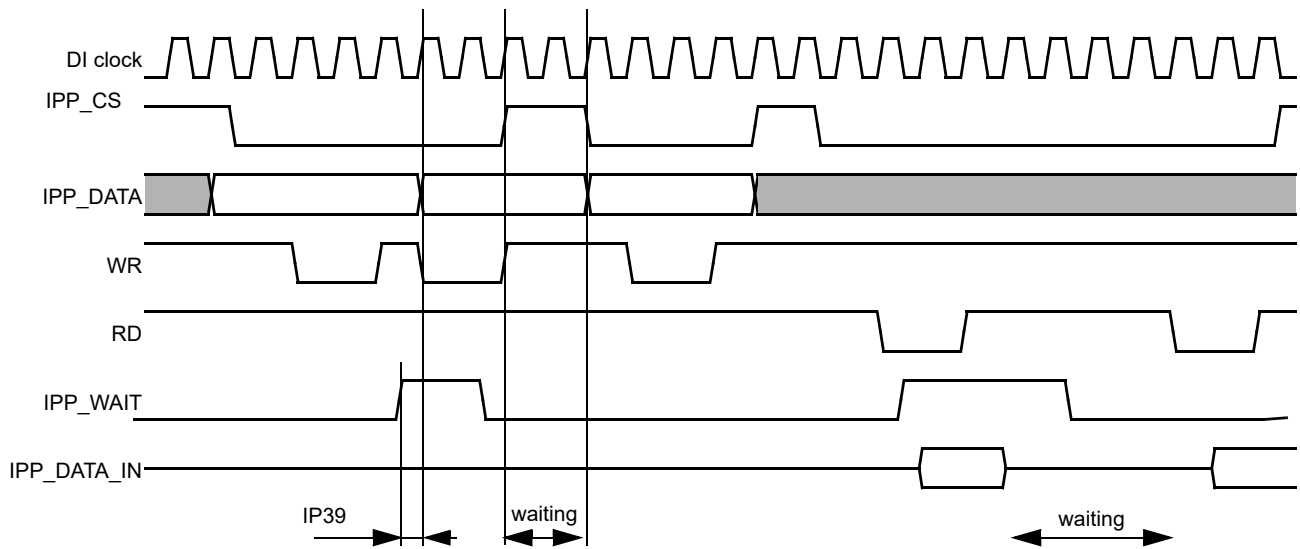 DI clock
IPP_CS
IPP_DATA
WR
RD
IPP_WAIT
IPP_DATA_IN
IP39
waiting
waiting